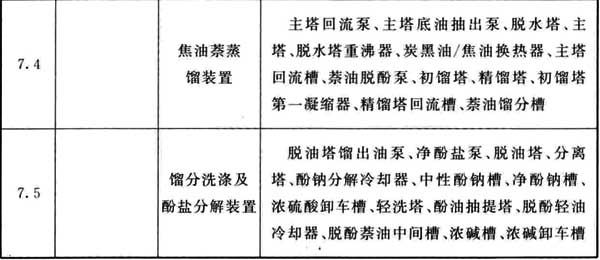 7.4
焦油萘蒸
馏装置
主塔回流泵、主塔底油抽出泵、脱水塔、主
塔、脱水塔重沸器、炭黑油/焦油换热器、主塔
回流槽、萘油脱酚泵、初馏塔、精馏塔、初馏塔
第一凝缩器、精馏塔回流槽、萘油馏分槽
7.5
馏分洗涤及
酚盐分解装置
脱油塔馏出油泵、净酚盐泵、脱油塔、分离
塔、酚钠分解冷却器、中性酚钠槽、净酚钠槽、
浓硫酸卸车槽、轻洗塔、酚油抽提塔、脱酚轻油
冷却器、脱酚萘油中间槽、浓碱槽、浓碱卸车槽